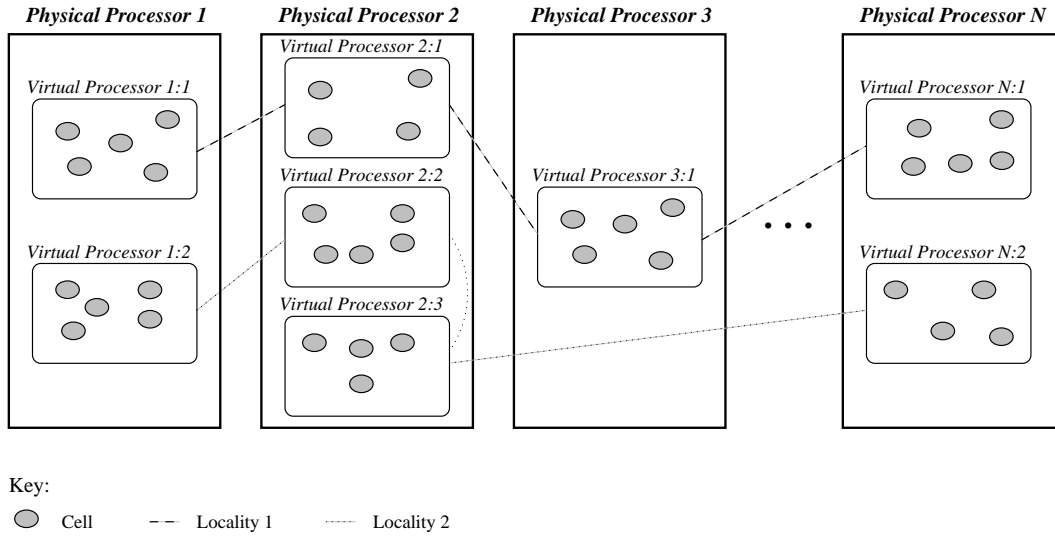 Physical Processor 1
Physical Processor 2
Physical Processor 3
Physical Processor N
Virtual Processor 1:1
Virtual Processor 1:2
Virtual Processor 2:1
Virtual Processor 2:2
Virtual Processor 2:3
Virtual Processor 3:1
Virtual Processor N:1
Virtual Processor N:2
Key:
Cell
Locality 1
Locality 2